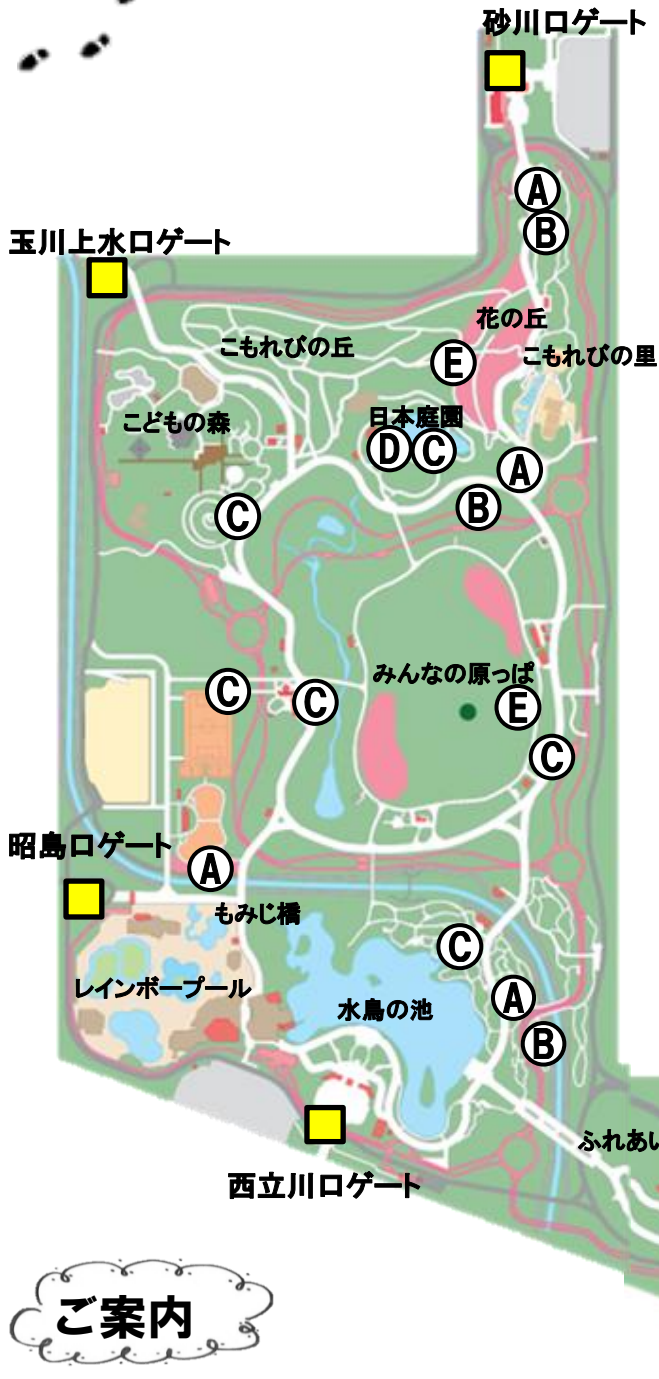 砂川口ゲート
Ⓐ
Ⓑ
玉川上水口ゲート
花の丘
こもれびの丘
こもれびの里
Ⓔ
こどもの森
日本庭園
Ⓓ Ⓒ
Ⓐ
Ⓑ
Ⓒ
みんなの原っぱ
Ⓒ
Ⓒ
Ⓔ
Ⓒ
昭島口ゲート
Ⓐ
もみじ橋
Ⓒ
レインボープール
水鳥の池
Ⓐ
Ⓑ
ふれあい
西立川口ゲート
ご案内